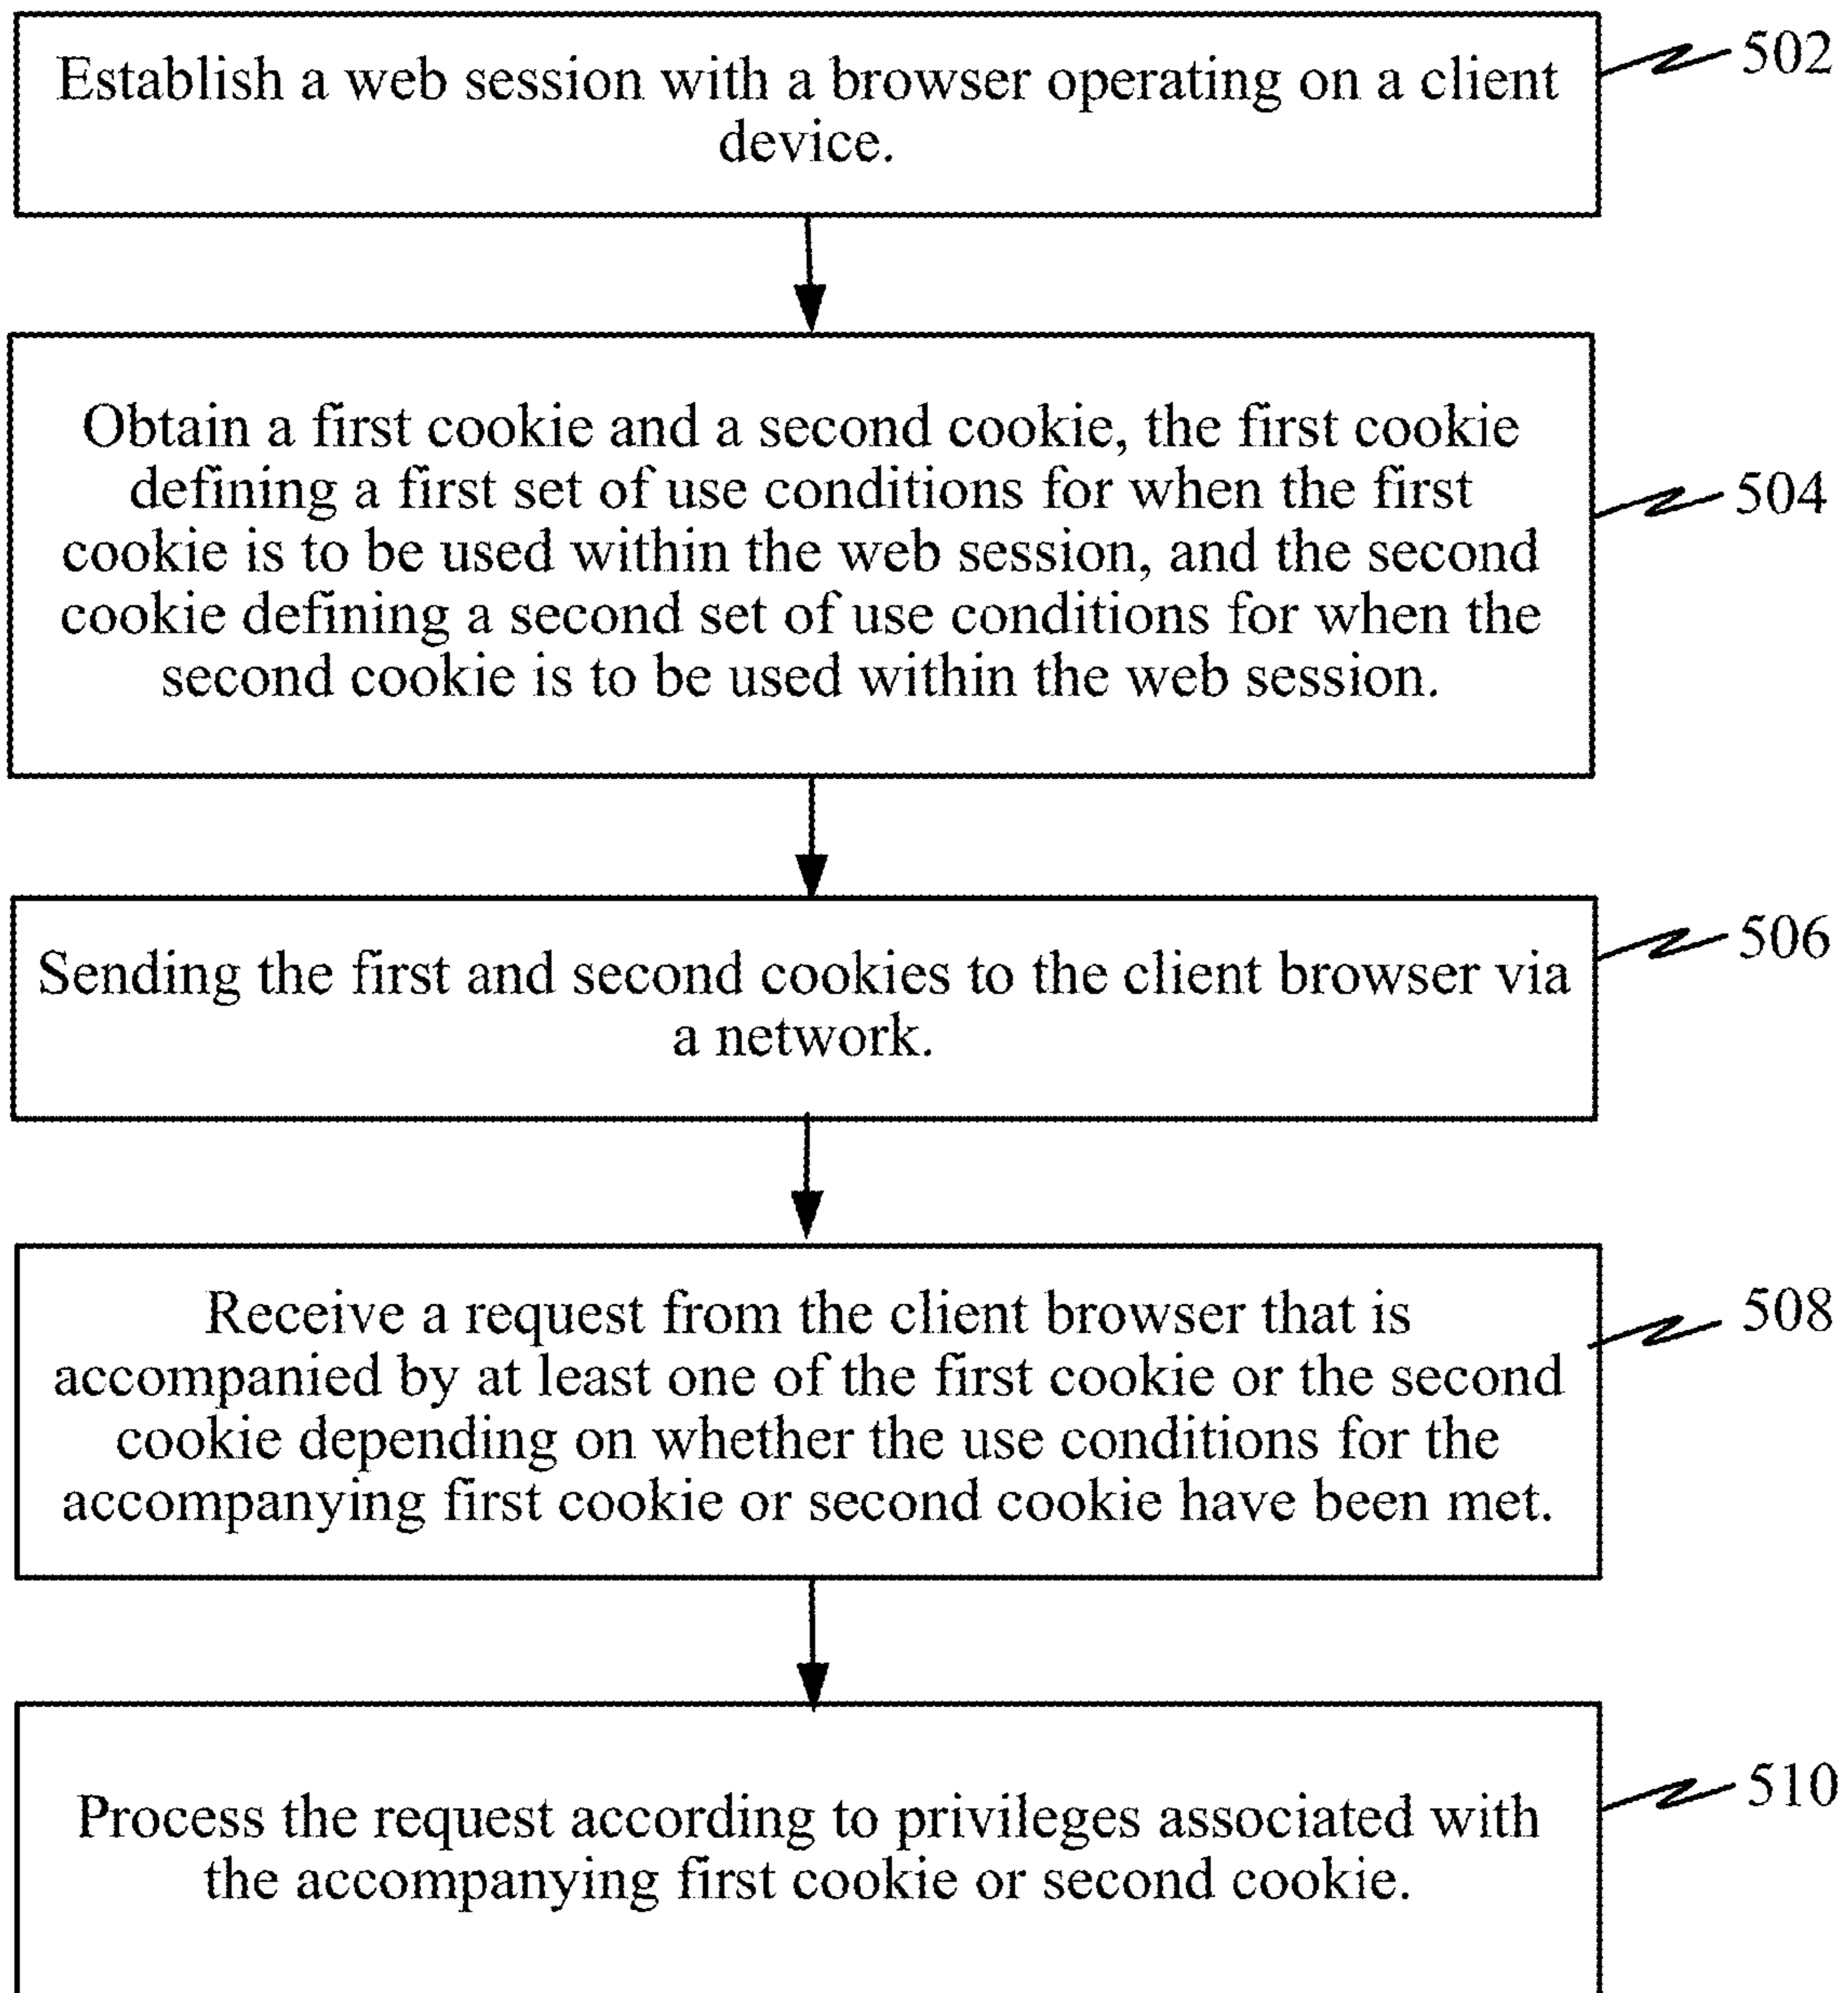 Establish a web session with a browser operating on a client
device.
502
Obtain a first cookie and a second cookie, the first cookie
defining a first set of use conditions for when the first
cookie is to be used within the web session, and the second
cookie defining a second set of use conditions for when the
second cookie is to be used within the web session.
504
Sending the first and second cookies to the client browser via
a network.
506
Receive a request from the client browser that is
accompanied by at least one of the first cookie or the second
cookie depending on whether the use conditions for the
accompanying first cookie or second cookie have been met.
508
Process the request according to privileges associated with
the accompanying first cookie or second cookie.
510